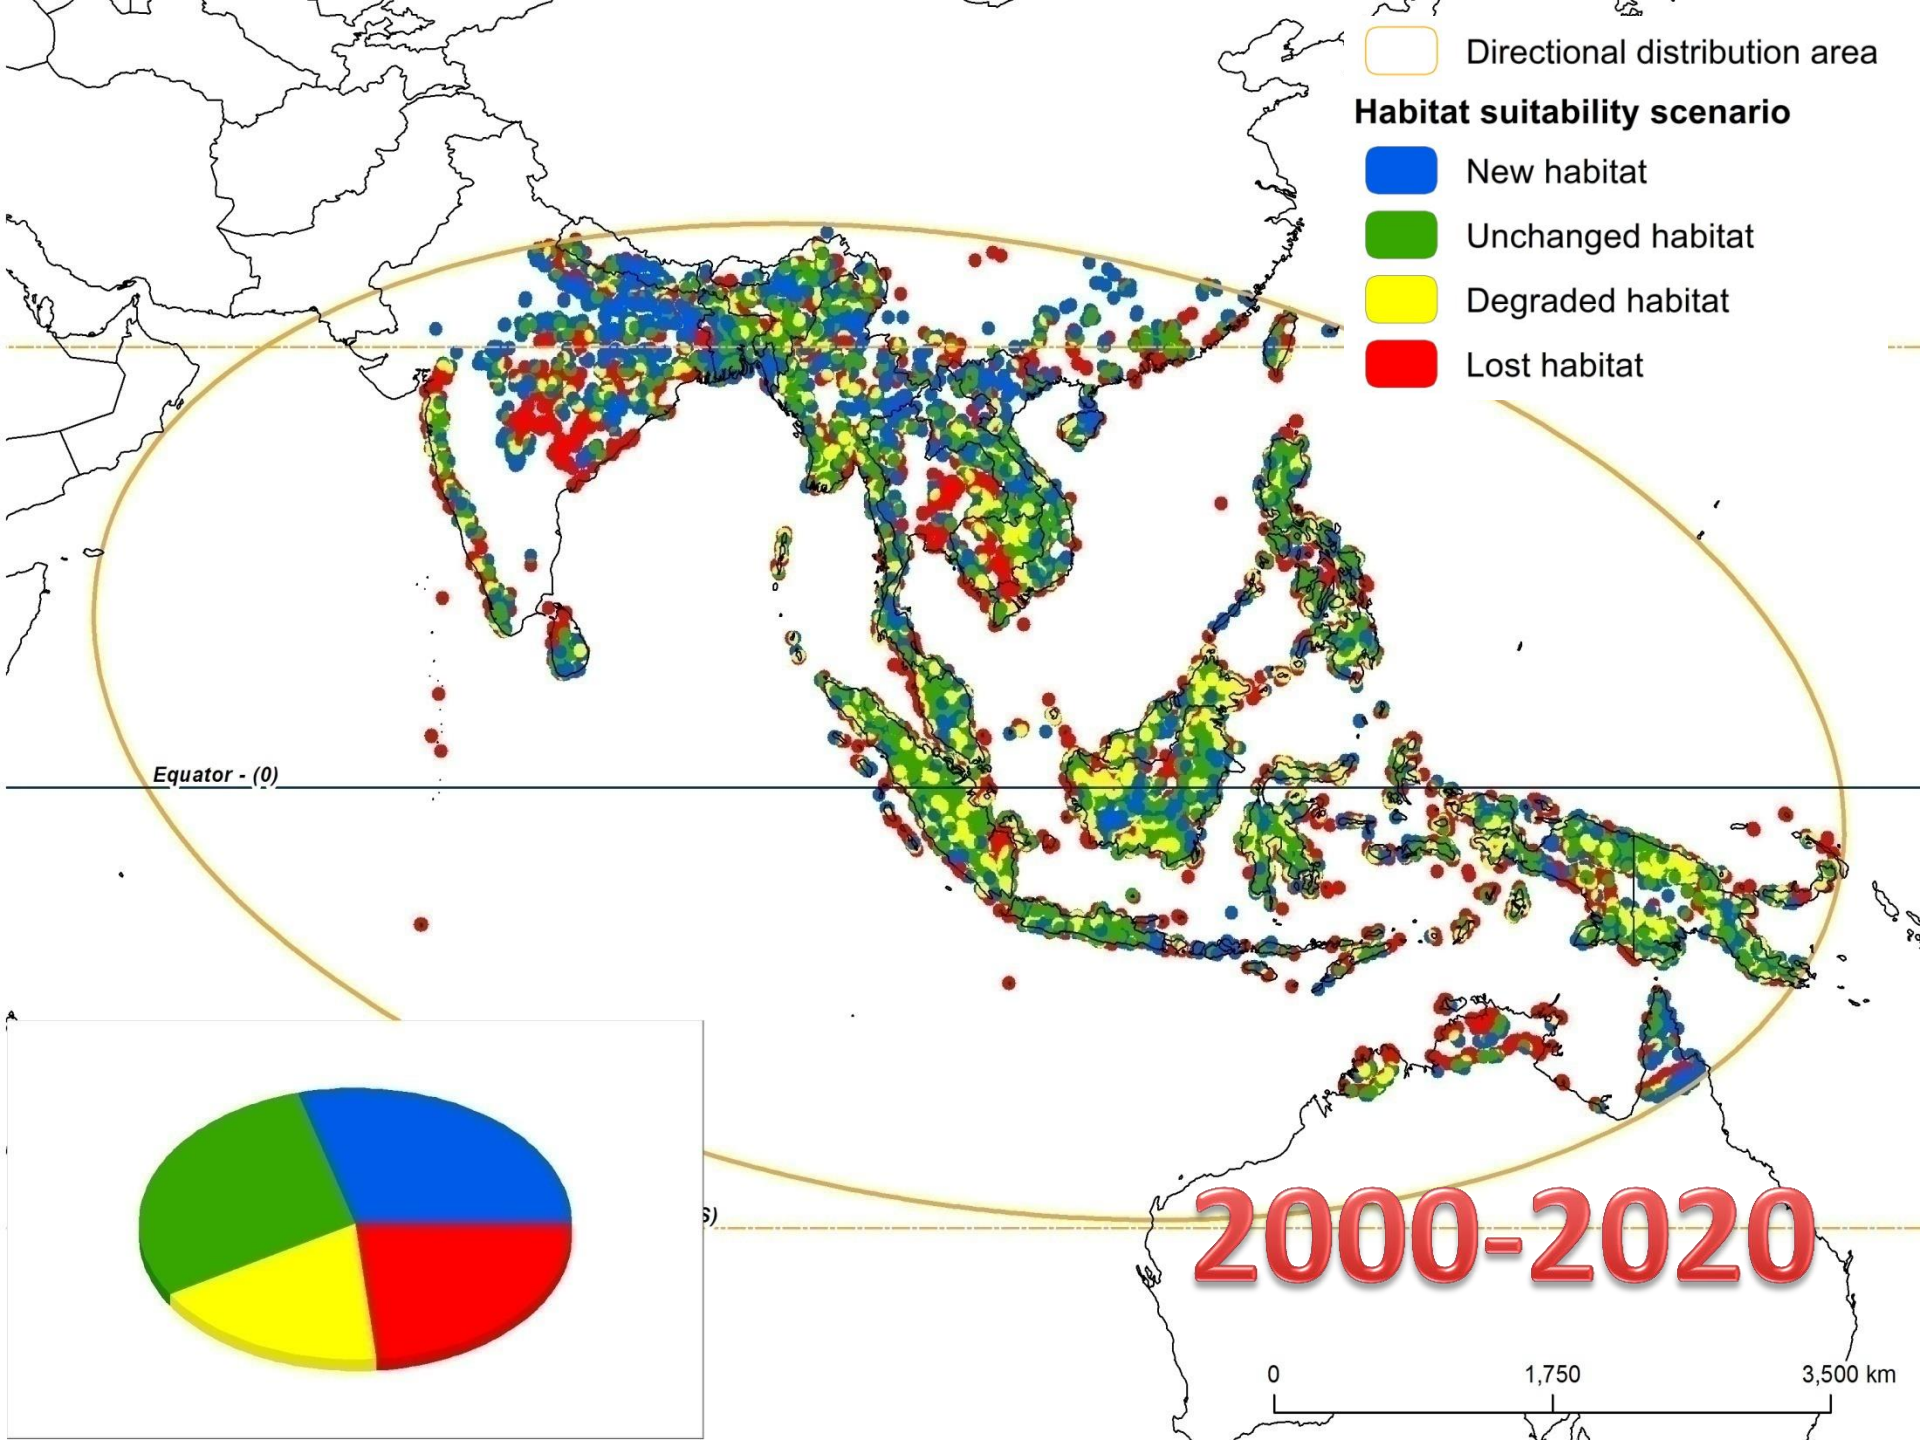 Directional distribution area
Habitat suitability scenario
New habitat
Unchanged habitat
Degraded habitat
Lost habitat
Equator - (0)
S)
2000-2020
0 1,750 3,500 km